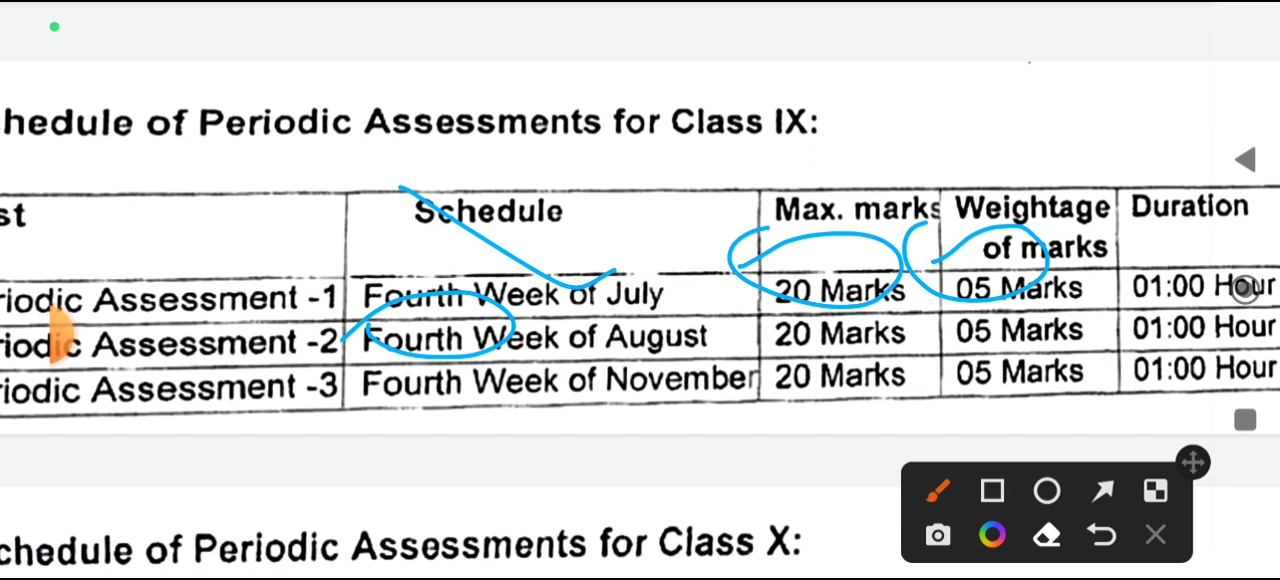 hedule of Periodic Assessments for Class IX:
st Schedule Max. marks Weightage of marks Duration
riodic Assessment -1 Fourth Week of July 20 Marks 05 Marks 01:00 Hour
riodic Assessment -2 Fourth Week of August 20 Marks 05 Marks 01:00 Hour
riodic Assessment -3 Fourth Week of November 20 Marks 05 Marks 01:00 Hour
chedule of Periodic Assessments for Class X: